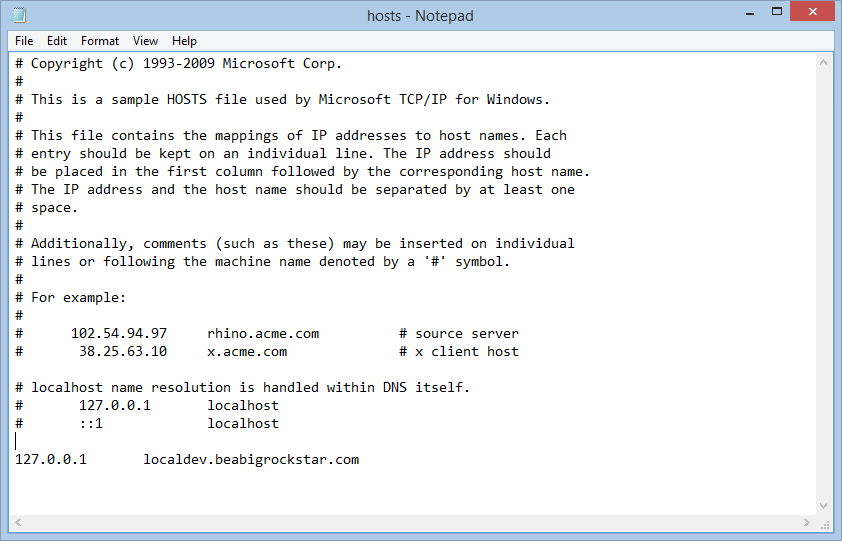 hosts - Notepad
File Edit Format View Help
# Copyright (c) 1993-2009 Microsoft Corp.
#
# This is a sample HOSTS file used by Microsoft TCP/IP for Windows.
#
# This file contains the mappings of IP addresses to host names. Each
# entry should be kept on an individual line. The IP address should
# be placed in the first column followed by the corresponding host name.
# The IP address and the host name should be separated by at least one
# space.
#
# Additionally, comments (such as these) may be inserted on individual
# lines or following the machine name denoted by a '#' symbol.
#
# For example:
#
#      102.54.94.97     rhino.acme.com          # source server
#       38.25.63.10     x.acme.com              # x client host

# localhost name resolution is handled within DNS itself.
#       127.0.0.1       localhost
#       ::1             localhost

127.0.0.1       localdev.beabigrockstar.com